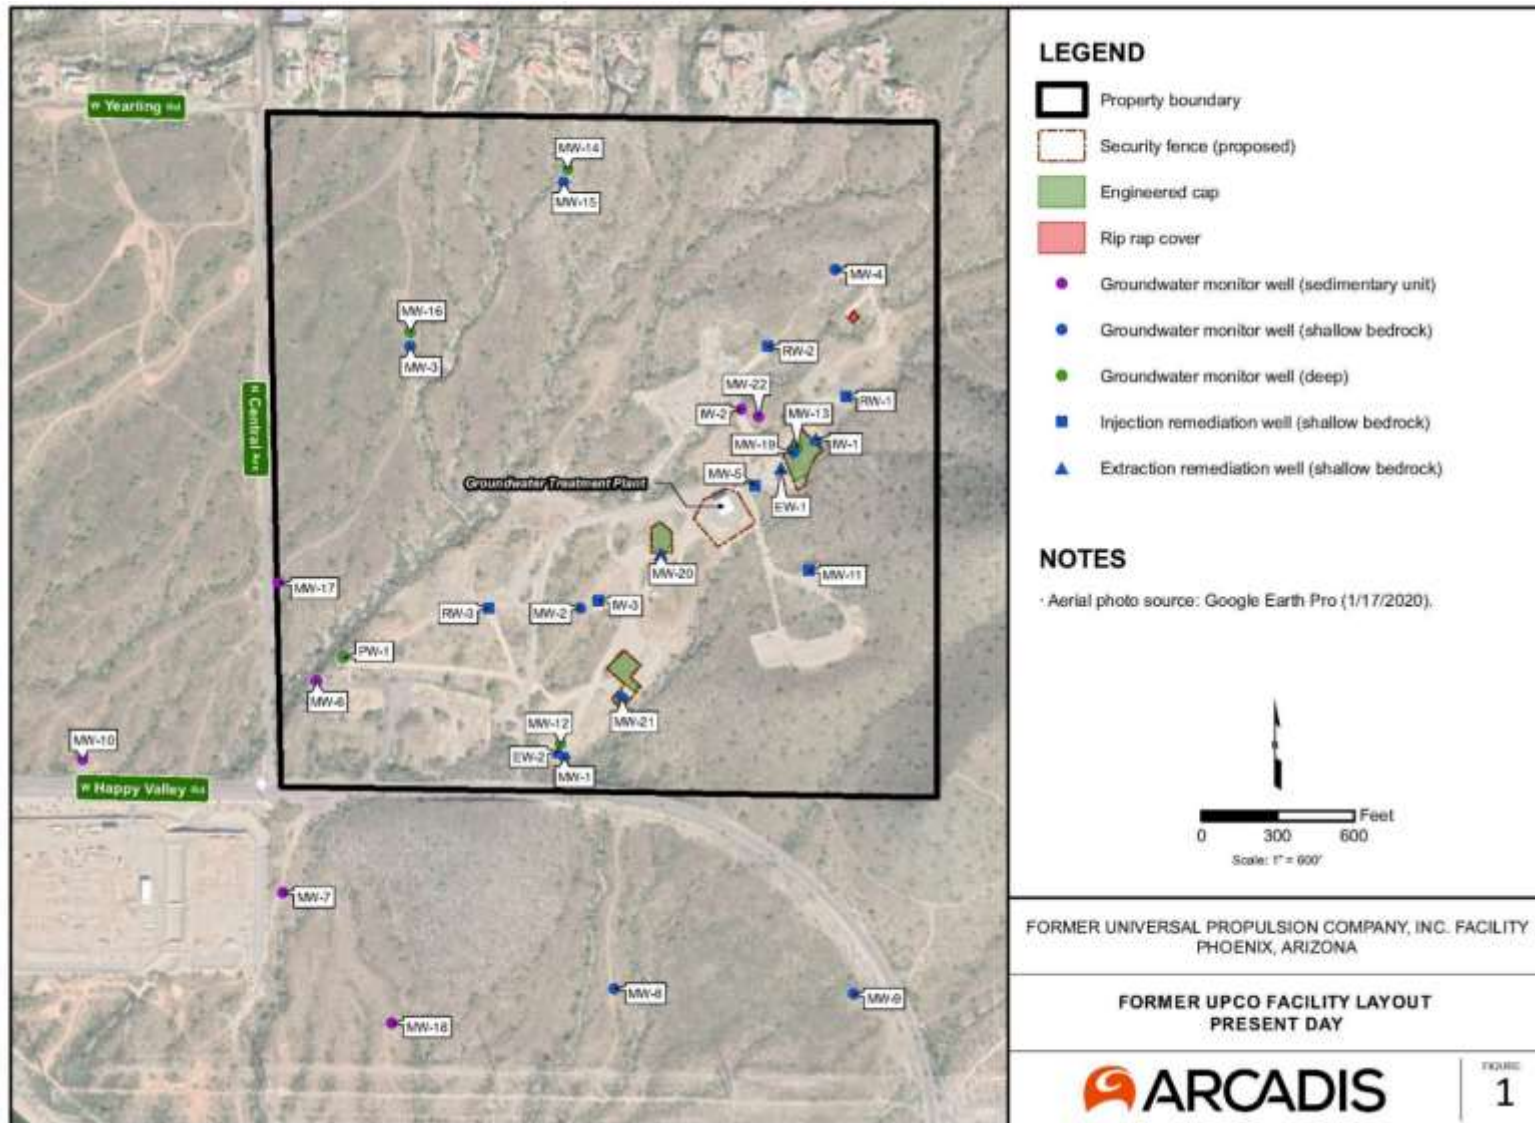 W Yearling Rd
MW-14
MW-15
MW-4
MW-16
MW-3
RW-2
N Central Ave
MW-22
IW-2
RW-1
MW-13
MW-19
IW-1
MW-5
Groundwater Treatment Plant
EW-1
MW-20
MW-11
MW-17
RW-3
MW-2
IW-3
PW-1
MW-6
MW-21
MW-12
EW-2
MW-1
MW-10
W Happy Valley Rd
MW-7
MW-8
MW-9
MW-18
LEGEND
Property boundary
Security fence (proposed)
Engineered cap
Rip rap cover
Groundwater monitor well (sedimentary unit)
Groundwater monitor well (shallow bedrock)
Groundwater monitor well (deep)
Injection remediation well (shallow bedrock)
Extraction remediation well (shallow bedrock)
NOTES
· Aerial photo source: Google Earth Pro (1/17/2020).
Feet
0 300 600
Scale: 1" = 600'
FORMER UNIVERSAL PROPULSION COMPANY, INC. FACILITY
PHOENIX, ARIZONA
FORMER UPCO FACILITY LAYOUT
PRESENT DAY
ARCADIS
FIGURE
1